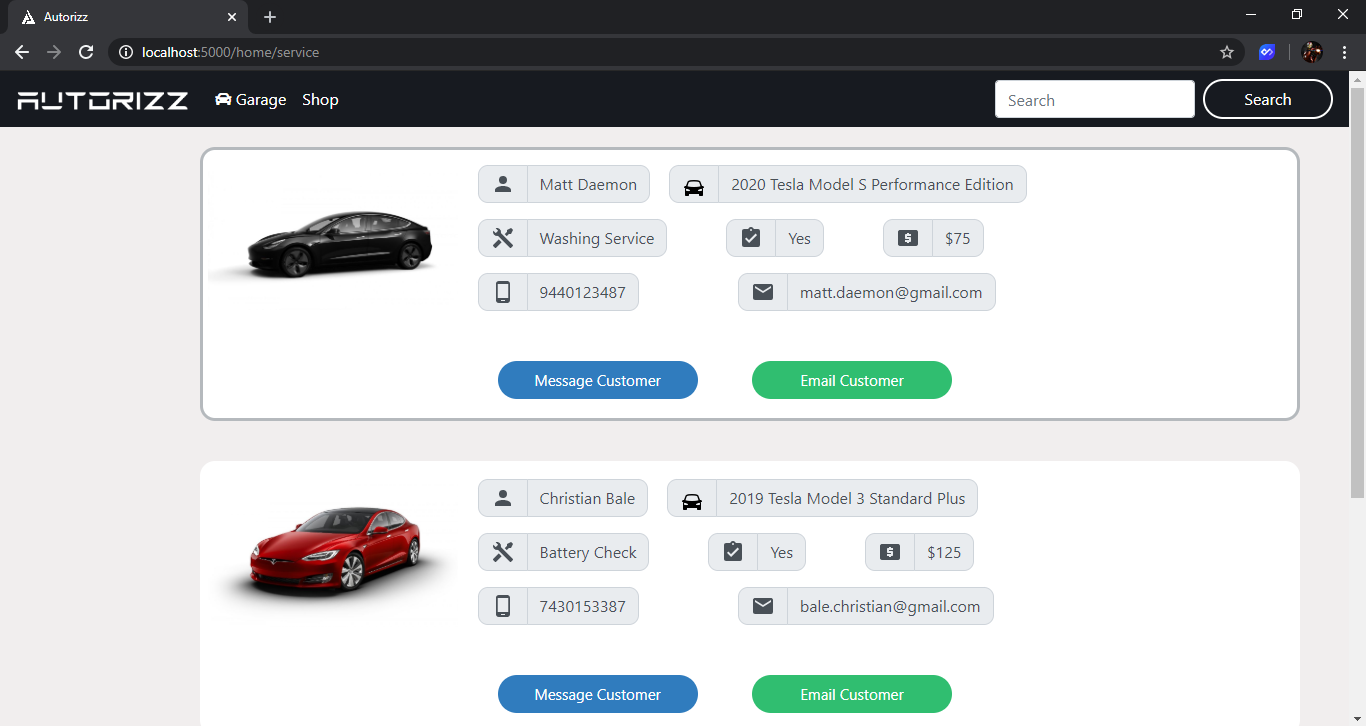 Autorizz
localhost:5000/home/service
AUTORIZZ Garage Shop Search Search
Matt Daemon 2020 Tesla Model S Performance Edition
Washing Service Yes $75
9440123487 matt.daemon@gmail.com
Message Customer Email Customer
Christian Bale 2019 Tesla Model 3 Standard Plus
Battery Check Yes $125
7430153387 bale.christian@gmail.com
Message Customer Email Customer